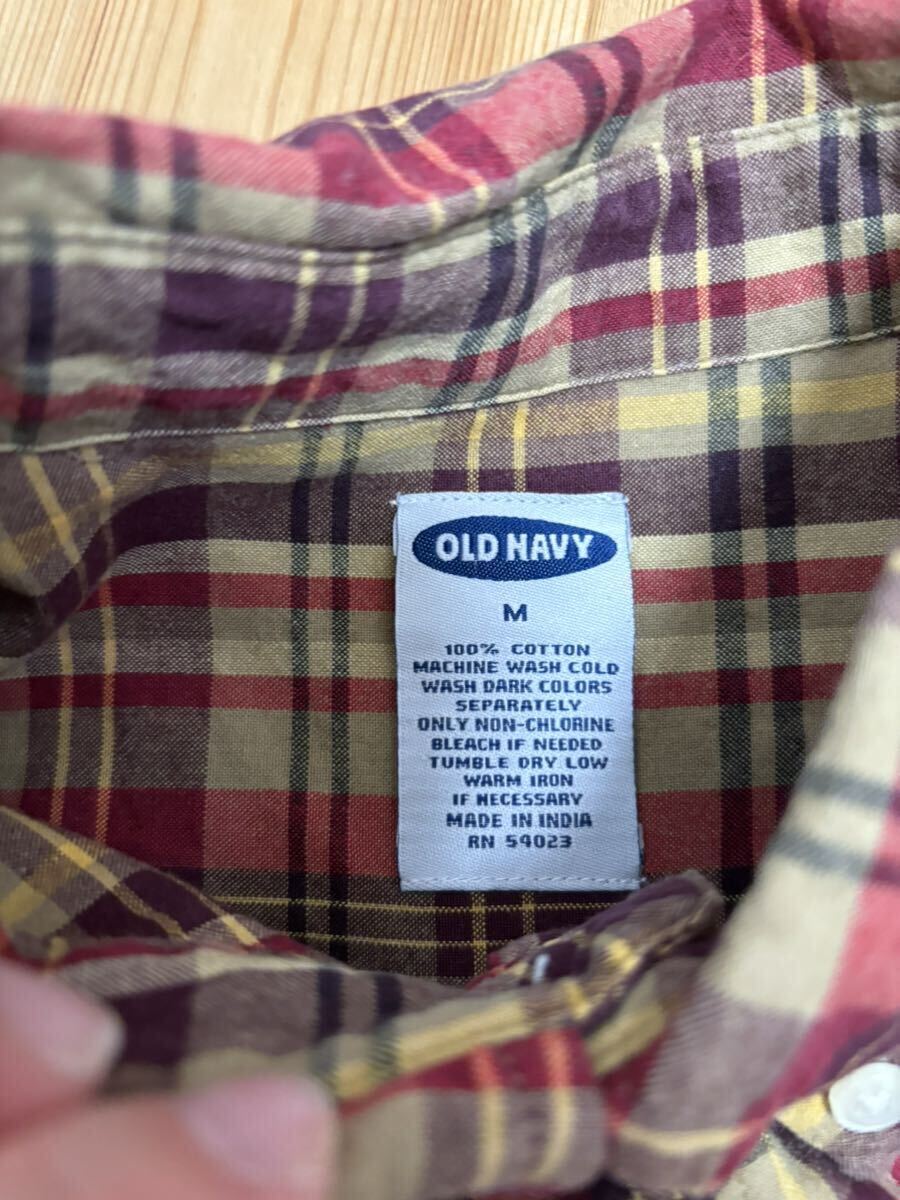 OLD NAVY
M
100% COTTON
MACHINE WASH COLD
WASH DARK COLORS
SEPARATELY
ONLY NON-CHLORINE
BLEACH IF NEEDED
TUMBLE DRY LOW
WARM IRON
IF NECESSARY
MADE IN INDIA
RN 54023